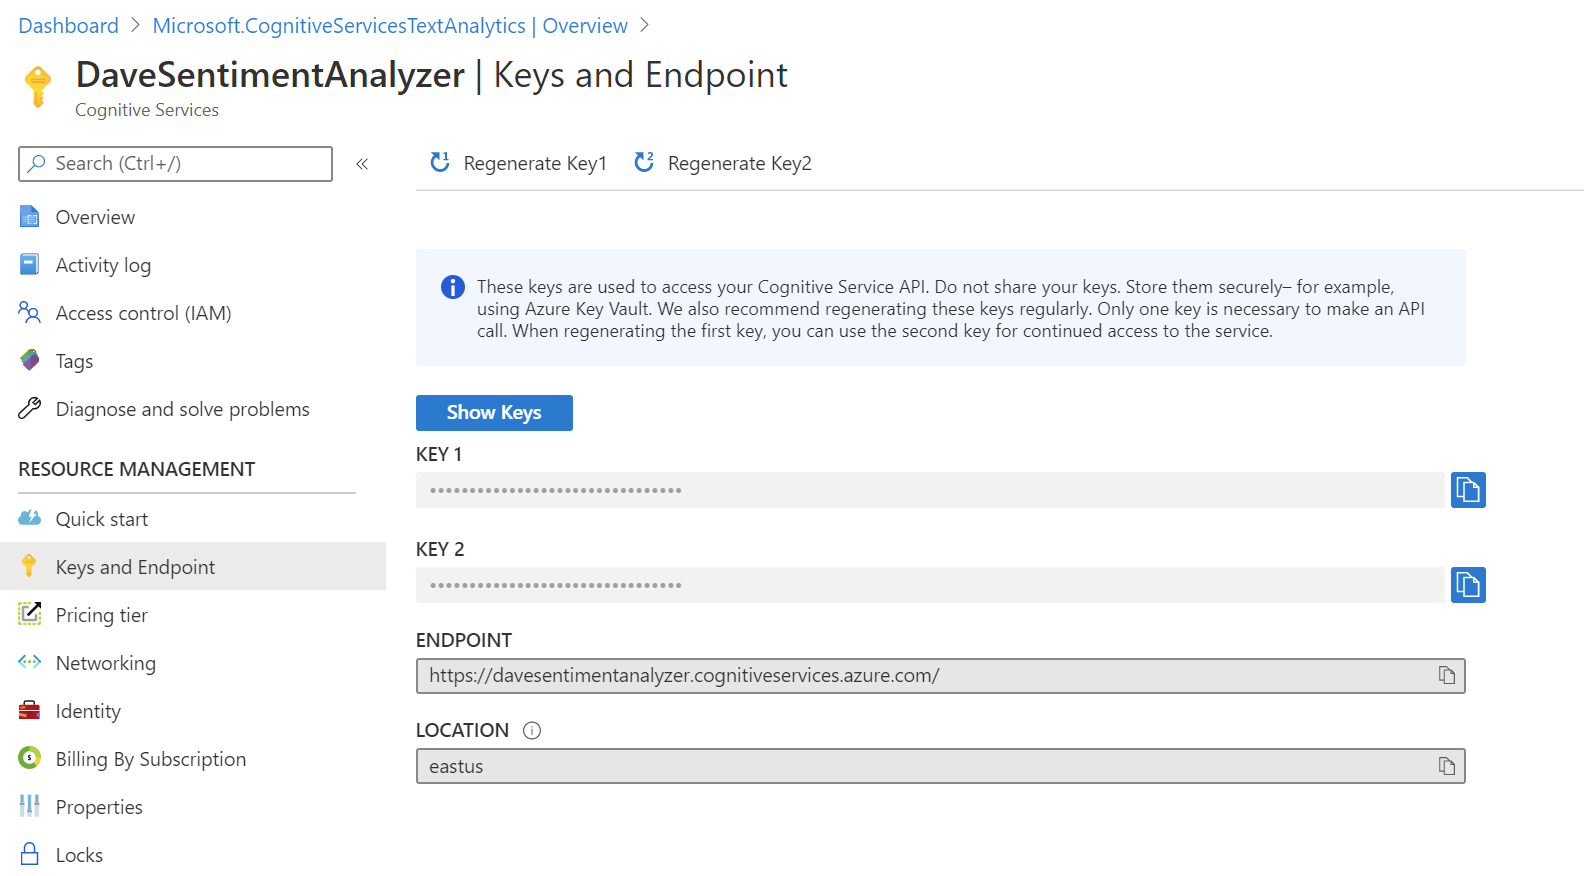 Dashboard > Microsoft.CognitiveServicesTextAnalytics | Overview >
DaveSentimentAnalyzer | Keys and Endpoint
Cognitive Services
Search (Ctrl+/)
«
Overview
Activity log
Access control (IAM)
Tags
Diagnose and solve problems
RESOURCE MANAGEMENT
Quick start
Keys and Endpoint
Pricing tier
Networking
Identity
Billing By Subscription
Properties
Locks
1 Regenerate Key1 2 Regenerate Key2
These keys are used to access your Cognitive Service API. Do not share your keys. Store them securely– for example,
using Azure Key Vault. We also recommend regenerating these keys regularly. Only one key is necessary to make an API
call. When regenerating the first key, you can use the second key for continued access to the service.
Show Keys
KEY 1
••••••••••••••••••••••••••••••••
KEY 2
••••••••••••••••••••••••••••••••
ENDPOINT
https://davesentimentanalyzer.cognitiveservices.azure.com/
LOCATION
eastus